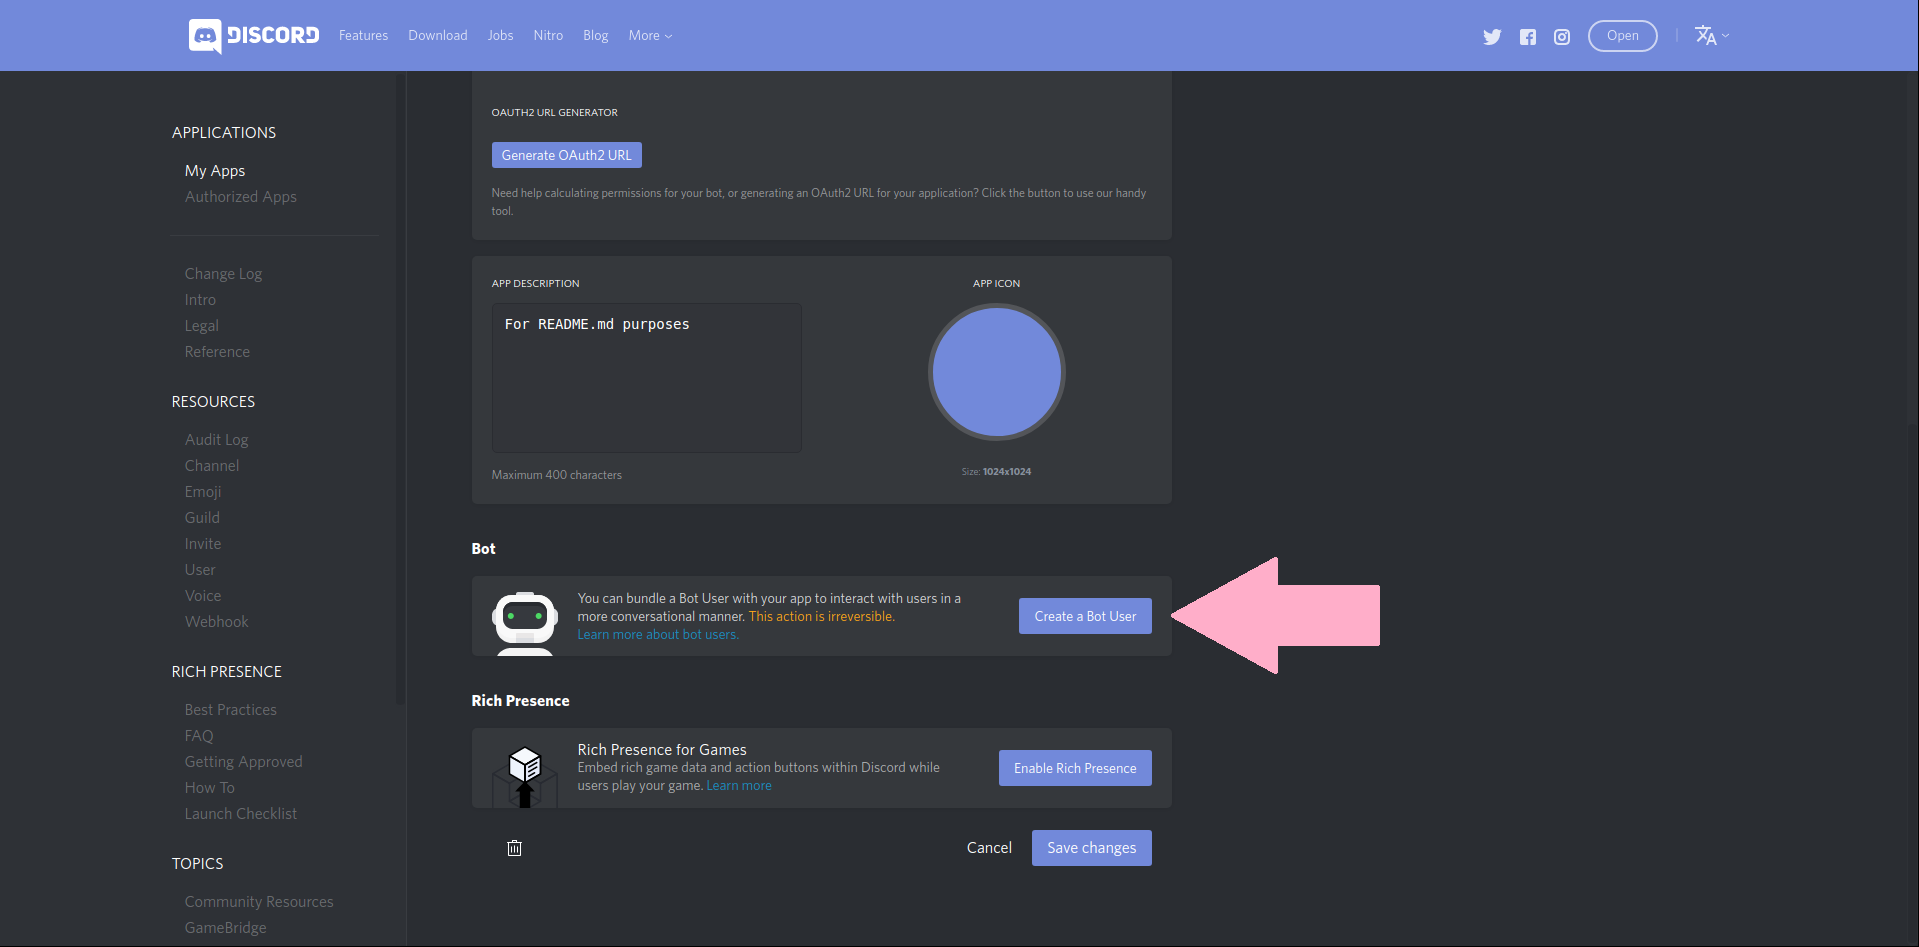 DISCORD Features Download Jobs Nitro Blog More Open
APPLICATIONS
My Apps
Authorized Apps
Change Log
Intro
Legal
Reference
RESOURCES
Audit Log
Channel
Emoji
Guild
Invite
User
Voice
Webhook
RICH PRESENCE
Best Practices
FAQ
Getting Approved
How To
Launch Checklist
TOPICS
Community Resources
GameBridge
OAUTH2 URL GENERATOR
Generate OAuth2 URL
Need help calculating permissions for your bot, or generating an OAuth2 URL for your application? Click the button to use our handy
tool.
APP DESCRIPTION
For README.md purposes
Maximum 400 characters
APP ICON
Size: 1024x1024
Bot
You can bundle a Bot User with your app to interact with users in a
more conversational manner. This action is irreversible.
Learn more about bot users.
Create a Bot User
Rich Presence
Rich Presence for Games
Embed rich game data and action buttons within Discord while
users play your game. Learn more
Enable Rich Presence
Cancel Save changes